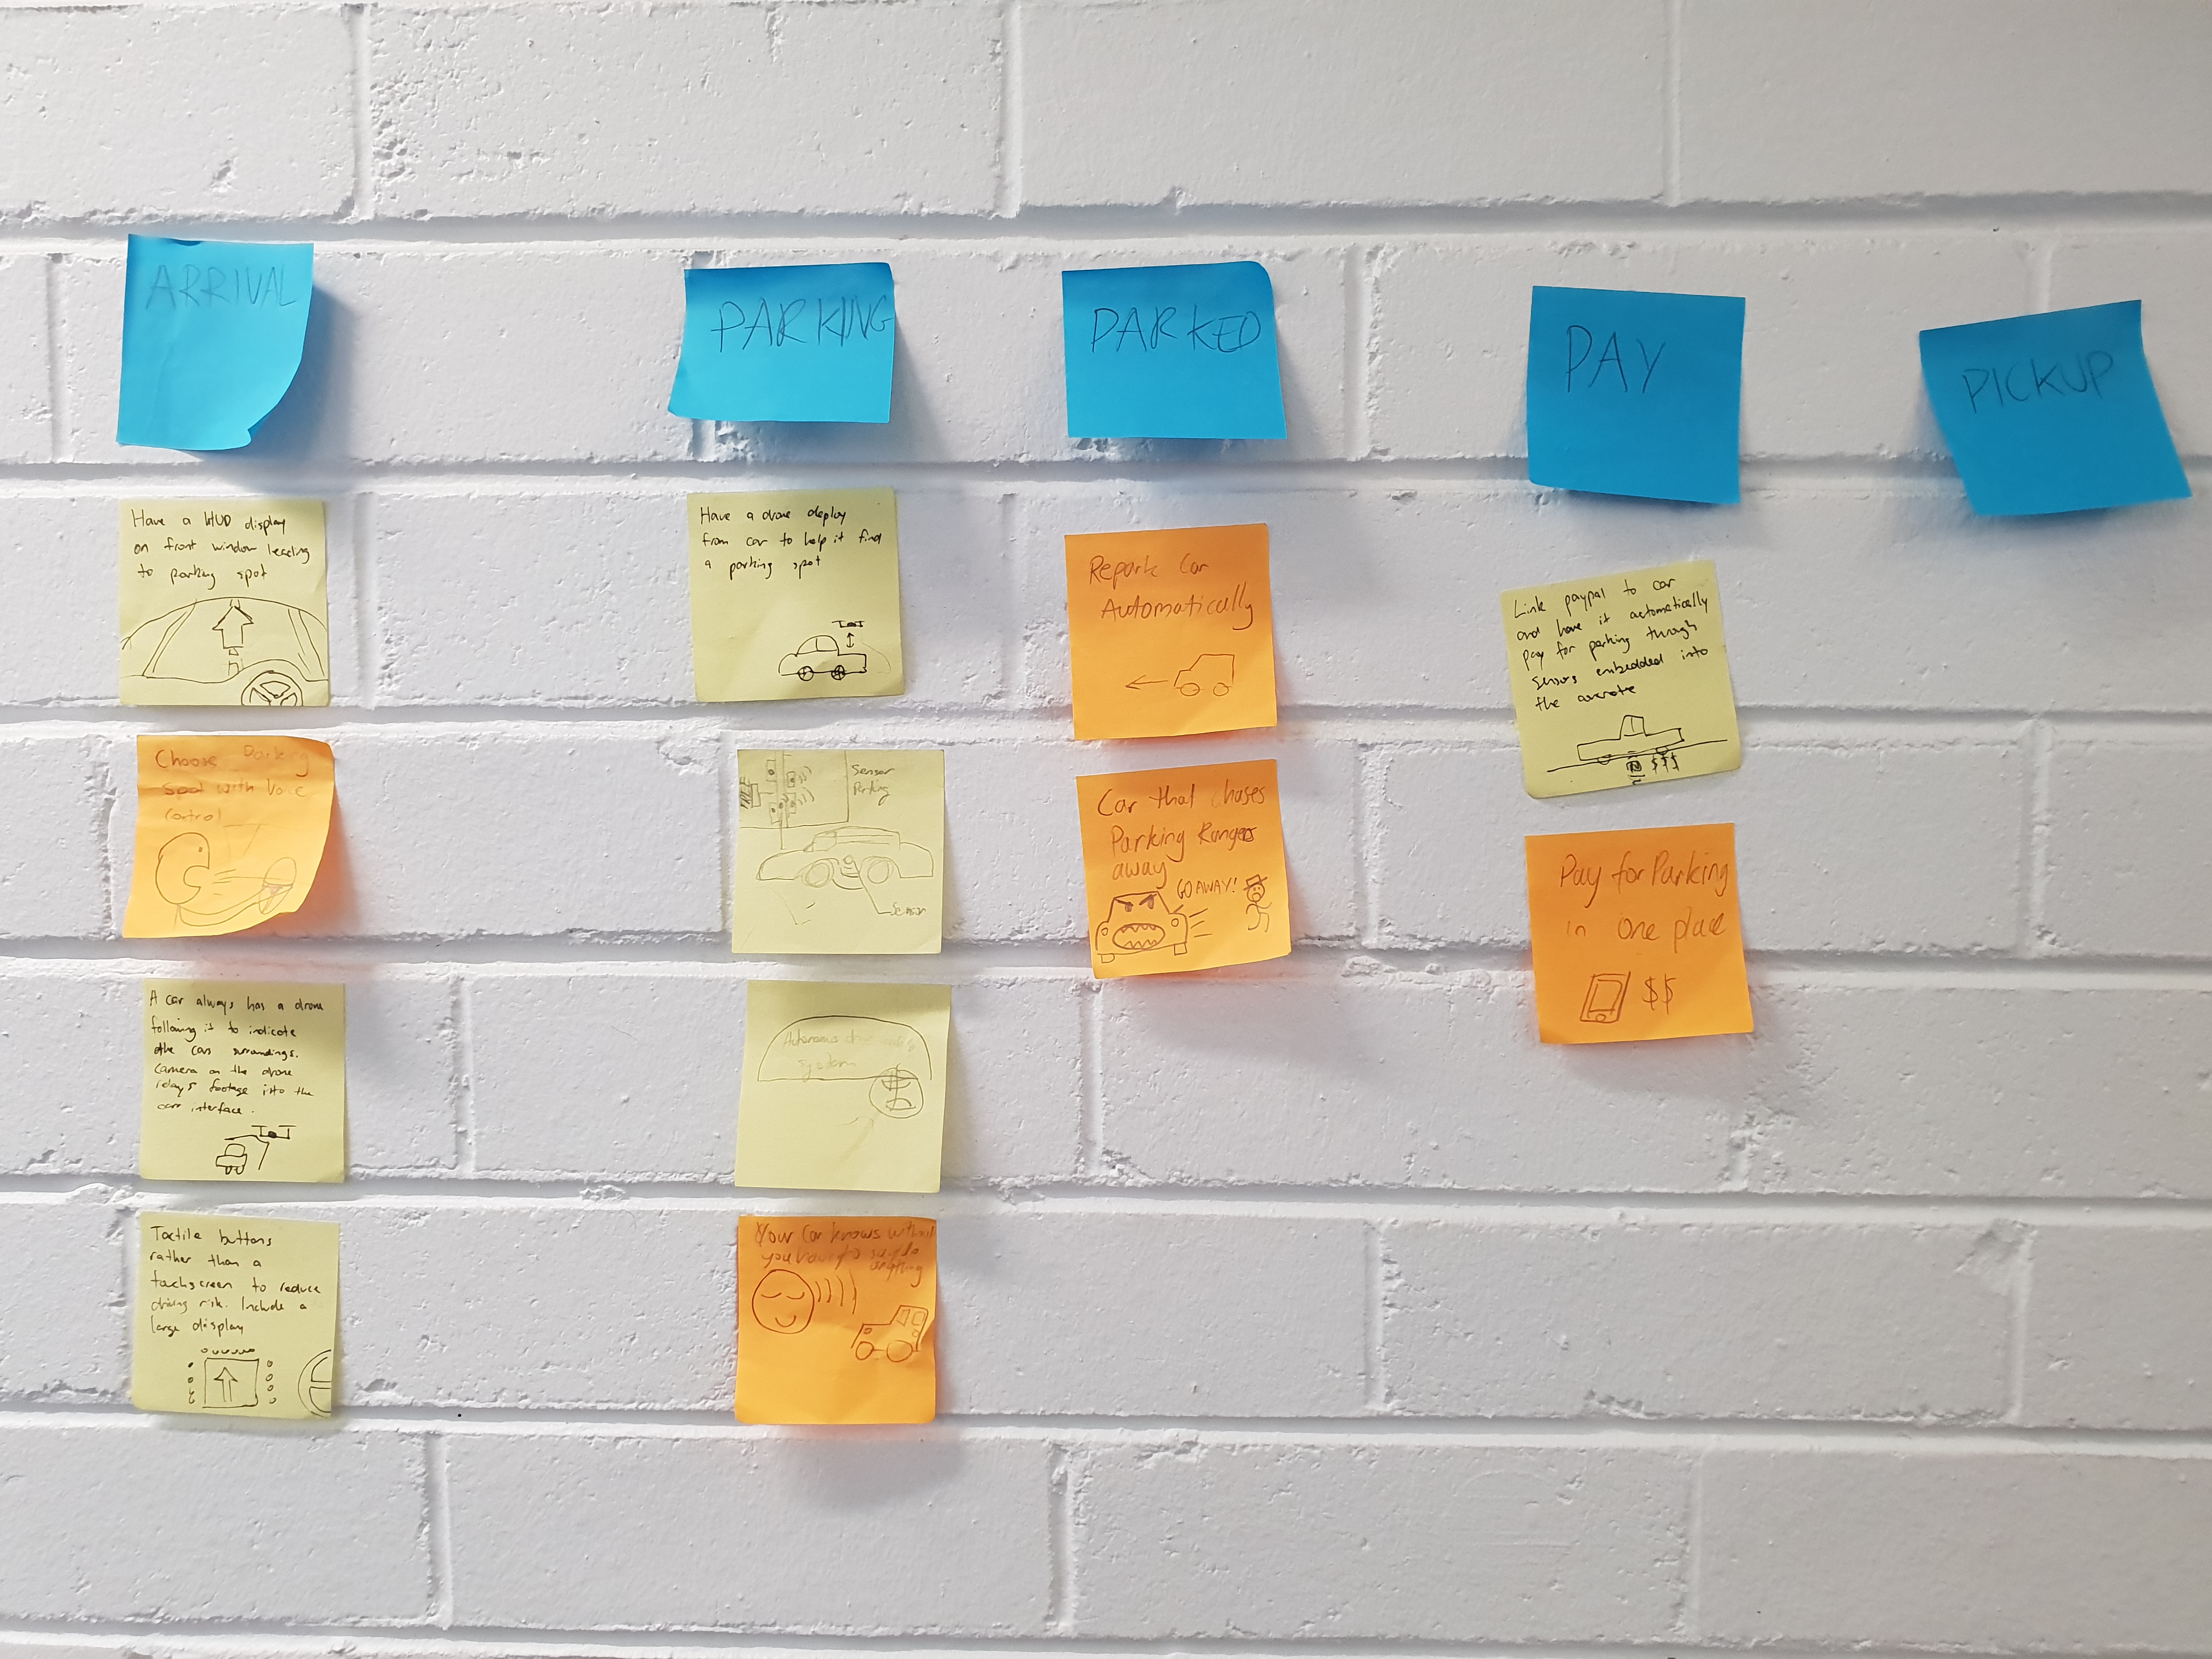 ARRIVAL
PARKING
PARKED
PAY
PICKUP
Have a HUD display
on front window leading
to parking spot
Choose Parking
spot with voice
control
A car always has a drone
following it to indicate
the cars surroundings.
Camera on the drone
relays footage into the
cars interface.
Tactile buttons
rather than a
touchscreen to reduce
driving risk. Include a
large display
Have a drone deploy
from car to help it find
a parking spot
Sensor
Parking
Sensor
Autonomous
system
Your Car knows without
you having to say/do
anything
Repark Car
Automatically
Car that chases
Parking Rangers
away
GO AWAY!
Link paypal to car
and have it automatically
pay for parking through
sensors embedded into
the concrete
$$$
Pay for Parking
in one place
$$